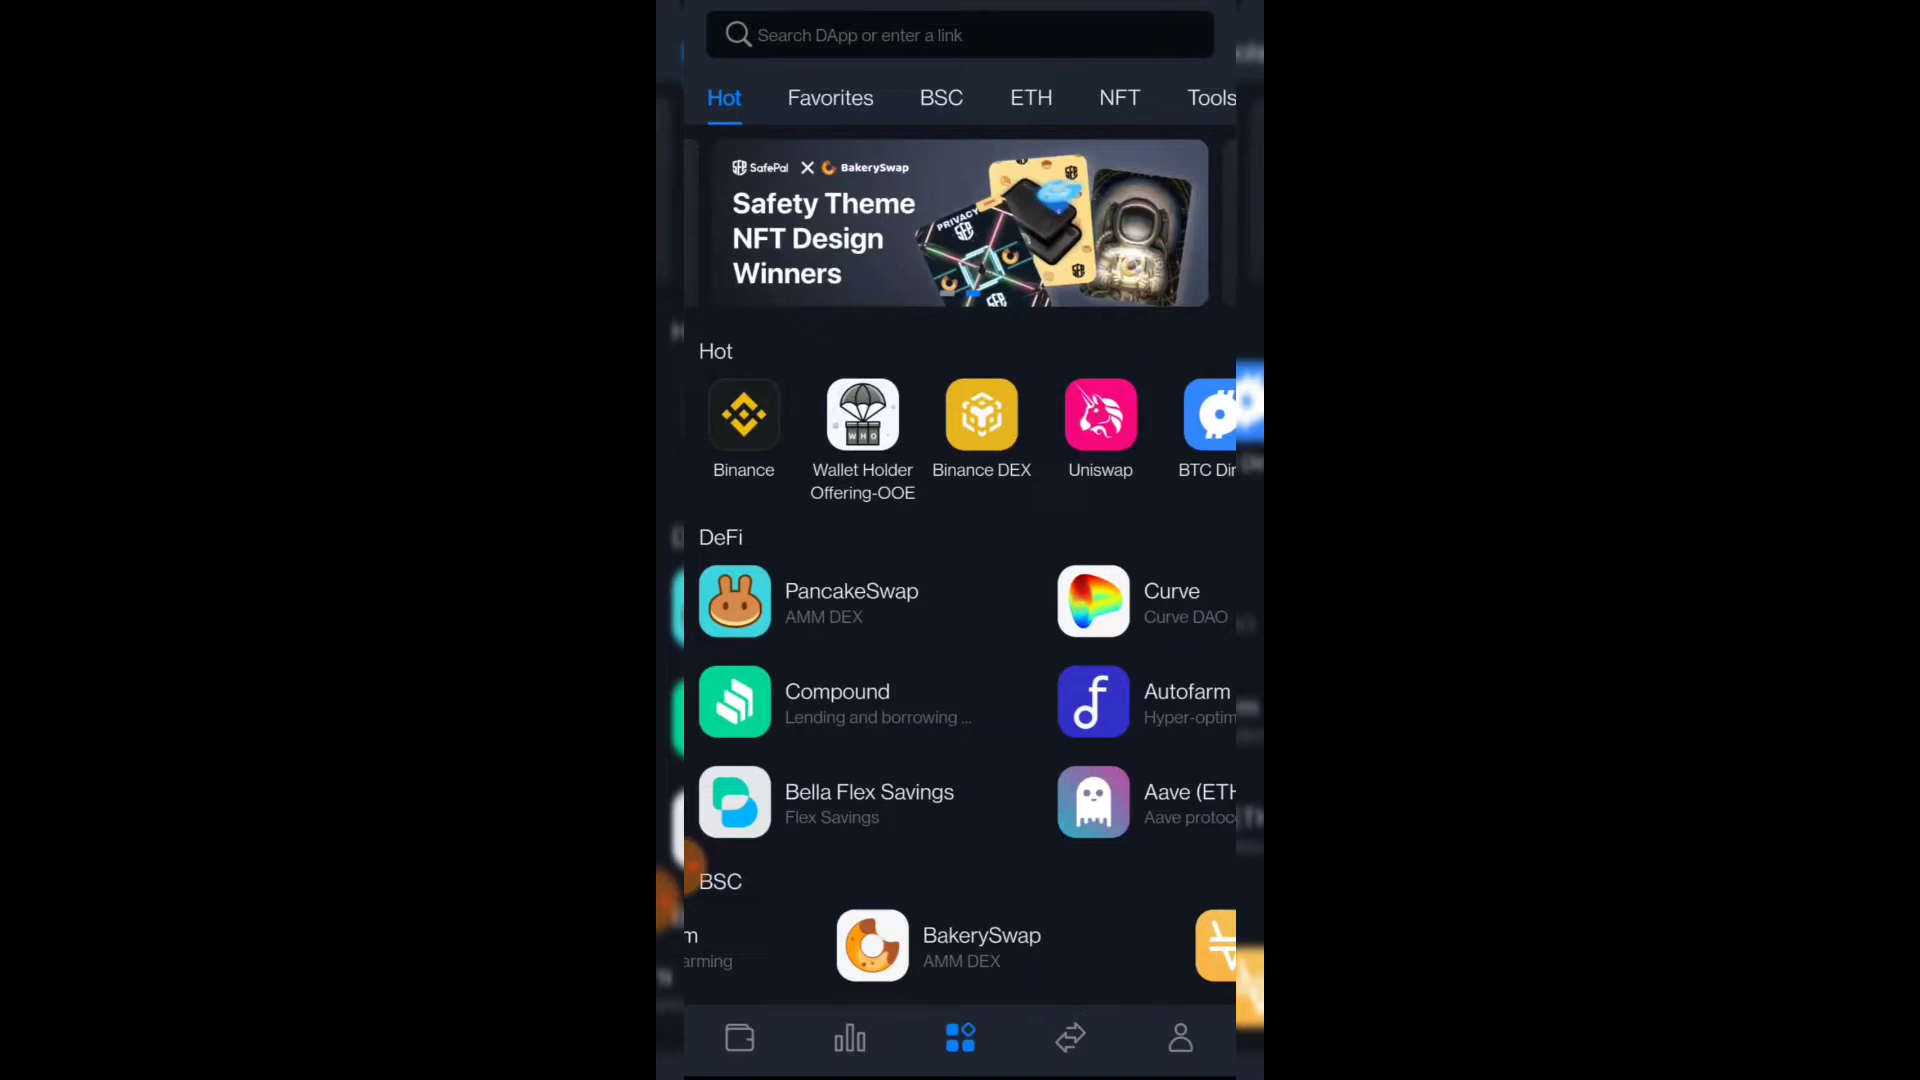 Search DApp or enter a link
Hot Favorites BSC ETH NFT Tools
SafePal X BakerySwap
Safety Theme
NFT Design
Winners
PRIVACY
Hot
WHO
Binance
Wallet Holder
Offering-OOE
Binance DEX
Uniswap
BTC Dir
DeFi
PancakeSwap
AMM DEX
Curve
Curve DAO
Compound
Lending and borrowing ...
Autofarm
Hyper-optim
Bella Flex Savings
Flex Savings
Aave (ETH
Aave protoc
BSC
m
arming
BakerySwap
AMM DEX